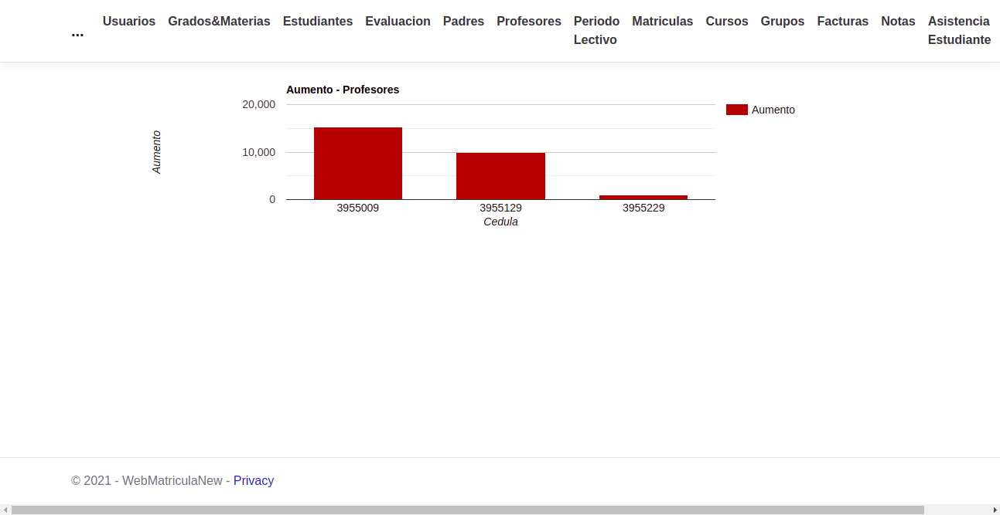 ... Usuarios Grados&Materias Estudiantes Evaluacion Padres Profesores Periodo Lectivo Matriculas Cursos Grupos Facturas Notas Asistencia Estudiante
Aumento - Profesores
20,000
10,000
0
Aumento
Aumento
3955009 3955129 3955229
Cedula
© 2021 - WebMatriculaNew - Privacy